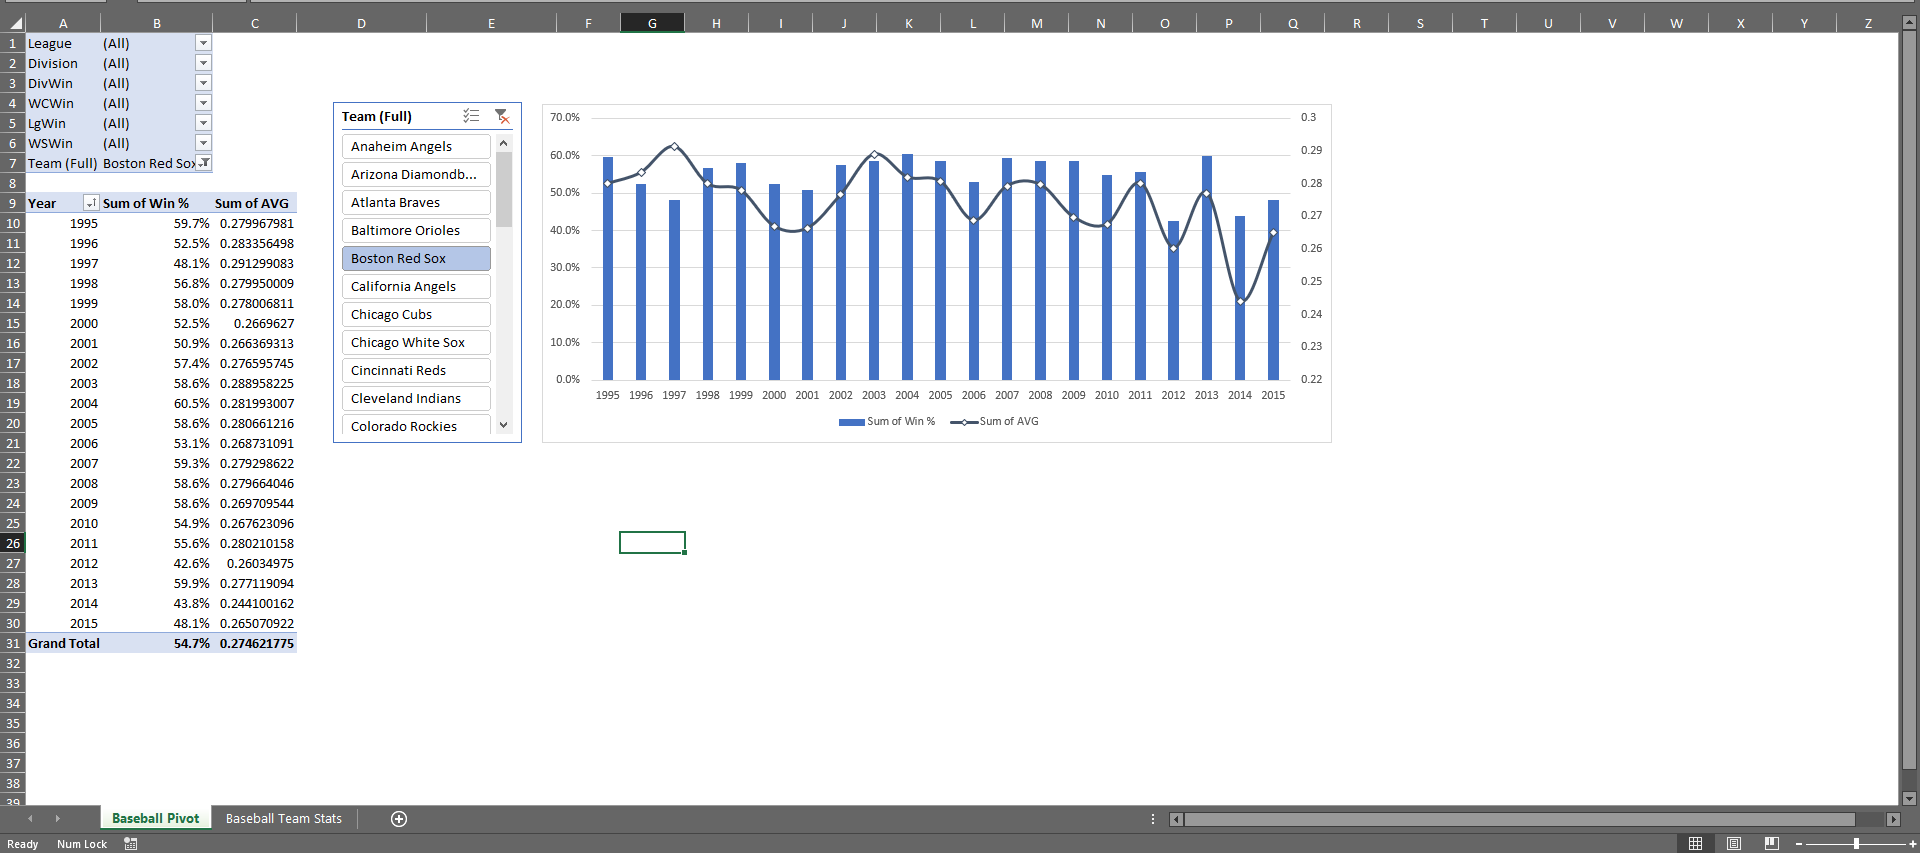 A B C D E F G H I J K L M N O P Q R S T U V W X Y Z
1 League (All)
2 Division (All)
3 DivWin (All)
4 WCWin (All)
5 LgWin (All)
6 WSWin (All)
7 Team (Full) Boston Red Sox
8
9 Year Sum of Win % Sum of AVG
10 1995 59.7% 0.279967981
11 1996 52.5% 0.283356498
12 1997 48.1% 0.291299083
13 1998 56.8% 0.279950009
14 1999 58.0% 0.278006811
15 2000 52.5% 0.2669627
16 2001 50.9% 0.266369313
17 2002 57.4% 0.276595745
18 2003 58.6% 0.288958225
19 2004 60.5% 0.281993007
20 2005 58.6% 0.280661216
21 2006 53.1% 0.268731091
22 2007 59.3% 0.279298622
23 2008 58.6% 0.279664046
24 2009 58.6% 0.269709544
25 2010 54.9% 0.267623096
26 2011 55.6% 0.280210158
27 2012 42.6% 0.26034975
28 2013 59.9% 0.277119094
29 2014 43.8% 0.244100162
30 2015 48.1% 0.265070922
31 Grand Total 54.7% 0.274621775
32
33
34
35
36
37
38
39
Team (Full)
Anaheim Angels
Arizona Diamondb...
Atlanta Braves
Baltimore Orioles
Boston Red Sox
California Angels
Chicago Cubs
Chicago White Sox
Cincinnati Reds
Cleveland Indians
Colorado Rockies
70.0%
60.0%
50.0%
40.0%
30.0%
20.0%
10.0%
0.0%
0.3
0.29
0.28
0.27
0.26
0.25
0.24
0.23
0.22
1995 1996 1997 1998 1999 2000 2001 2002 2003 2004 2005 2006 2007 2008 2009 2010 2011 2012 2013 2014 2015
Sum of Win % Sum of AVG
Baseball Pivot Baseball Team Stats
Ready Num Lock